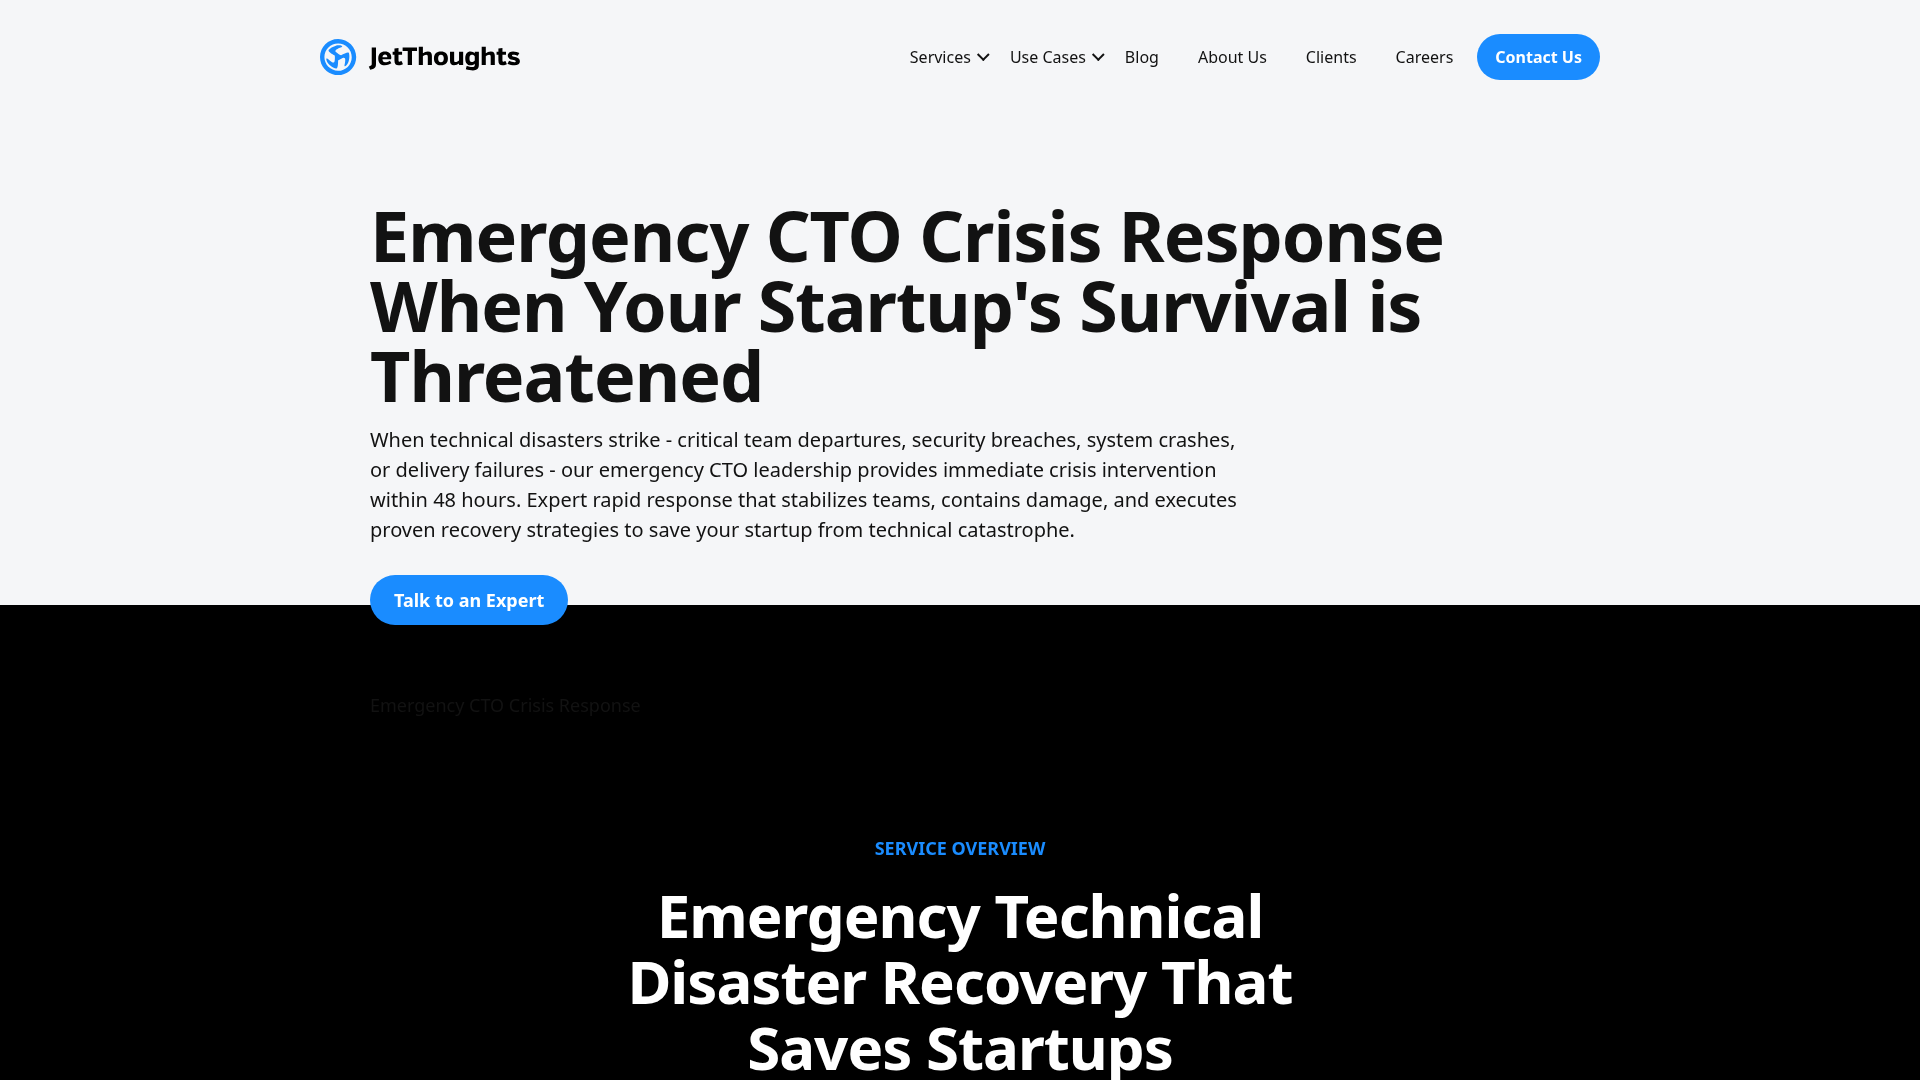 JetThoughts
Services
Use Cases
Blog
About Us
Clients
Careers
Contact Us
Emergency CTO Crisis Response
When Your Startup's Survival is
Threatened
When technical disasters strike - critical team departures, security breaches, system crashes,
or delivery failures - our emergency CTO leadership provides immediate crisis intervention
within 48 hours. Expert rapid response that stabilizes teams, contains damage, and executes
proven recovery strategies to save your startup from technical catastrophe.
Talk to an Expert
Emergency CTO Crisis Response
SERVICE OVERVIEW
Emergency Technical
Disaster Recovery That
Saves Startups